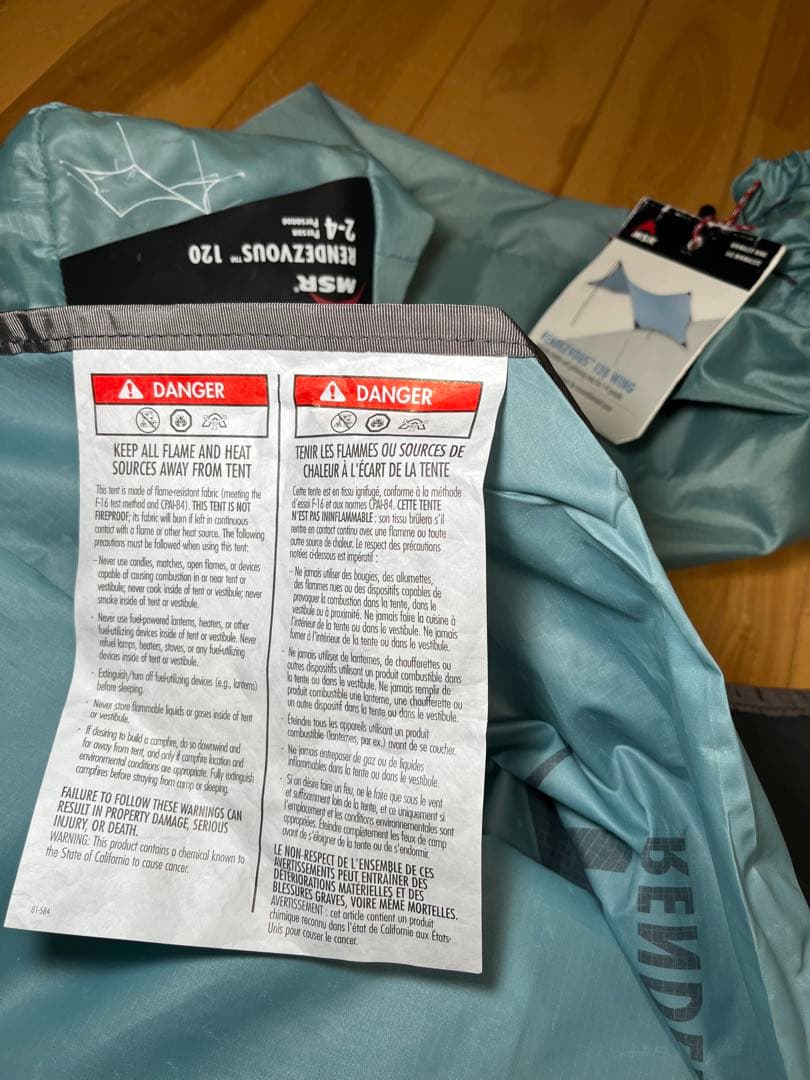 MSR
RENDEZVOUS™ 120
2-4 Person
Personne
MSR
RENDEZVOUS™ 120 WING
DANGER
KEEP ALL FLAME AND HEAT
SOURCES AWAY FROM TENT
This tent is made of flame-resistant fabric (meeting the
F-16 test method and CPAI-84). THIS TENT IS NOT
FIREPROOF; its fabric will burn if left in continuous
contact with a flame or other heat source. The following
precautions must be followed when using this tent:
– Never use candles, matches, open flames, or devices
capable of causing combustion in or near tent or
vestibule; never cook inside of tent or vestibule; never
smoke inside of tent or vestibule.
- Never use fuel-powered lanterns, heaters, or other
fuel-utilizing devices inside of tent or vestibule. Never
refuel lamps, heaters, stoves, or any fuel-utilizing
devices inside of tent or vestibule.
- Extinguish/turn off fuel-utilizing devices (e.g., lanterns)
before sleeping.
- Never store flammable liquids or gases inside of tent
or vestibule.
- If desiring to build a campfire, do so downwind and
far away from tent, and only if campfire location and
environmental conditions are appropriate. Fully extinguish
campfires before straying from camp or sleeping.
FAILURE TO FOLLOW THESE WARNINGS CAN
RESULT IN PROPERTY DAMAGE, SERIOUS
INJURY, OR DEATH.
WARNING: This product contains a chemical known to
the State of California to cause cancer.
81-584
DANGER
TENIR LES FLAMMES OU SOURCES DE
CHALEUR À L'ÉCART DE LA TENTE
Cette tente est en tissu ignifugé, conforme à la méthode
d'essai F-16 et aux normes CPAI-84. CETTE TENTE
N'EST PAS ININFLAMMABLE : son tissu brûlera s'il
rentre en contact continu avec une flamme ou toute
autre source de chaleur. Le respect des précautions
notées ci-dessous est impératif :
– Ne jamais utiliser des bougies, des allumettes,
des flammes nues ou des dispositifs capables de
provoquer la combustion dans la tente, dans le
vestibule ou à proximité. Ne jamais faire la cuisine à
l'intérieur de la tente ou dans le vestibule. Ne jamais
fumer à l'intérieur de la tente ou dans le vestibule.
- Ne jamais utiliser de lanternes, de chaufferettes ou
autres dispositifs utilisant un produit combustible dans
la tente ou dans le vestibule. Ne jamais remplir de
produit combustible une lanterne, une chaufferette ou
un autre dispositif dans la tente ou dans le vestibule.
- Éteindre tous les appareils utilisant un produit
combustible (lanternes, par ex.) avant de se coucher.
- Ne jamais entreposer de gaz ou de liquides
inflammables dans la tente ou dans le vestibule.
- Si on désire faire un feu, ne le faire que sous le vent
et suffisamment loin de la tente, et ce uniquement si
l'emplacement et les conditions environnementales sont
appropriées. Éteindre complètement les feux de camp
avant de s'éloigner de la tente ou de s'endormir.
LE NON-RESPECT DE L'ENSEMBLE DE CES
AVERTISSEMENTS PEUT ENTRAÎNER DES
DÉTÉRIORATIONS MATÉRIELLES ET DES
BLESSURES GRAVES, VOIRE MÊME MORTELLES.
AVERTISSEMENT : cet article contient un produit
chimique reconnu dans l'état de Californie aux États-
Unis pour causer le cancer.
RENDE